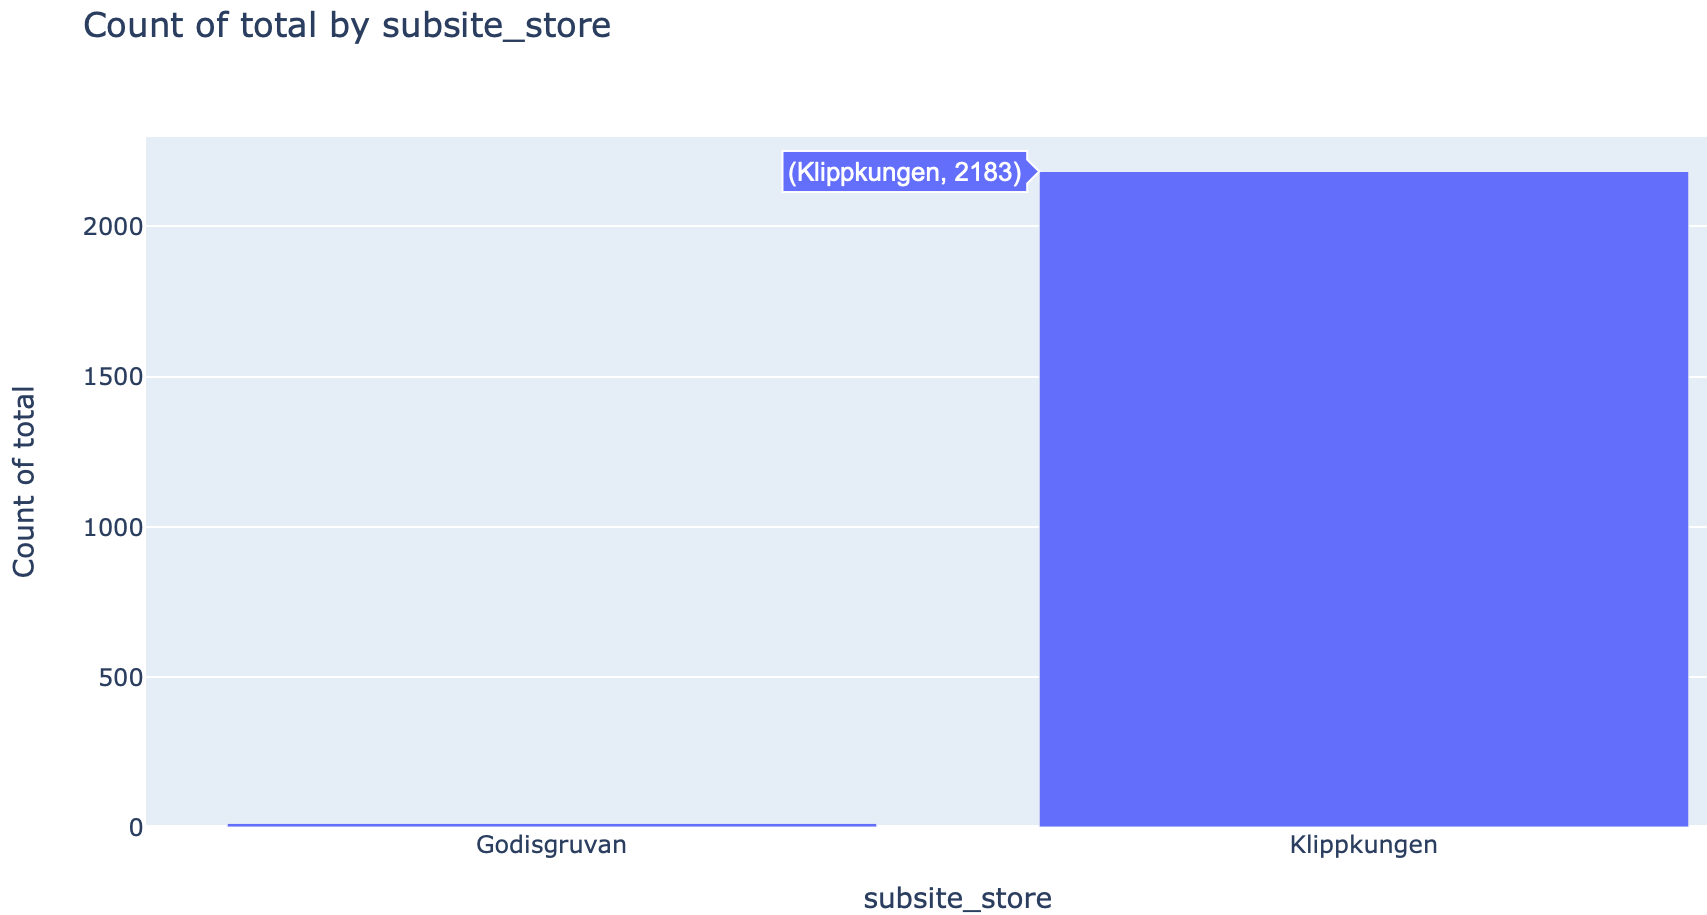 Count of total by subsite_store
(Klippkungen, 2183)
2000
1500
1000
500
0
Count of total
Godisgruvan
Klippkungen
subsite_store